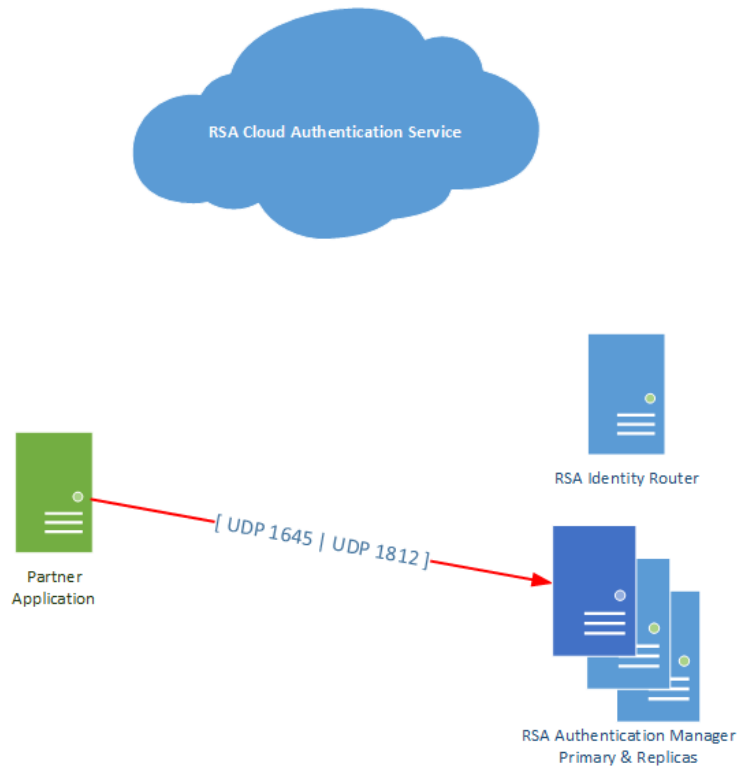 RSA Cloud Authentication Service
RSA Identity Router
[ UDP 1645 | UDP 1812 ]
Partner
Application
RSA Authentication Manager
Primary & Replicas